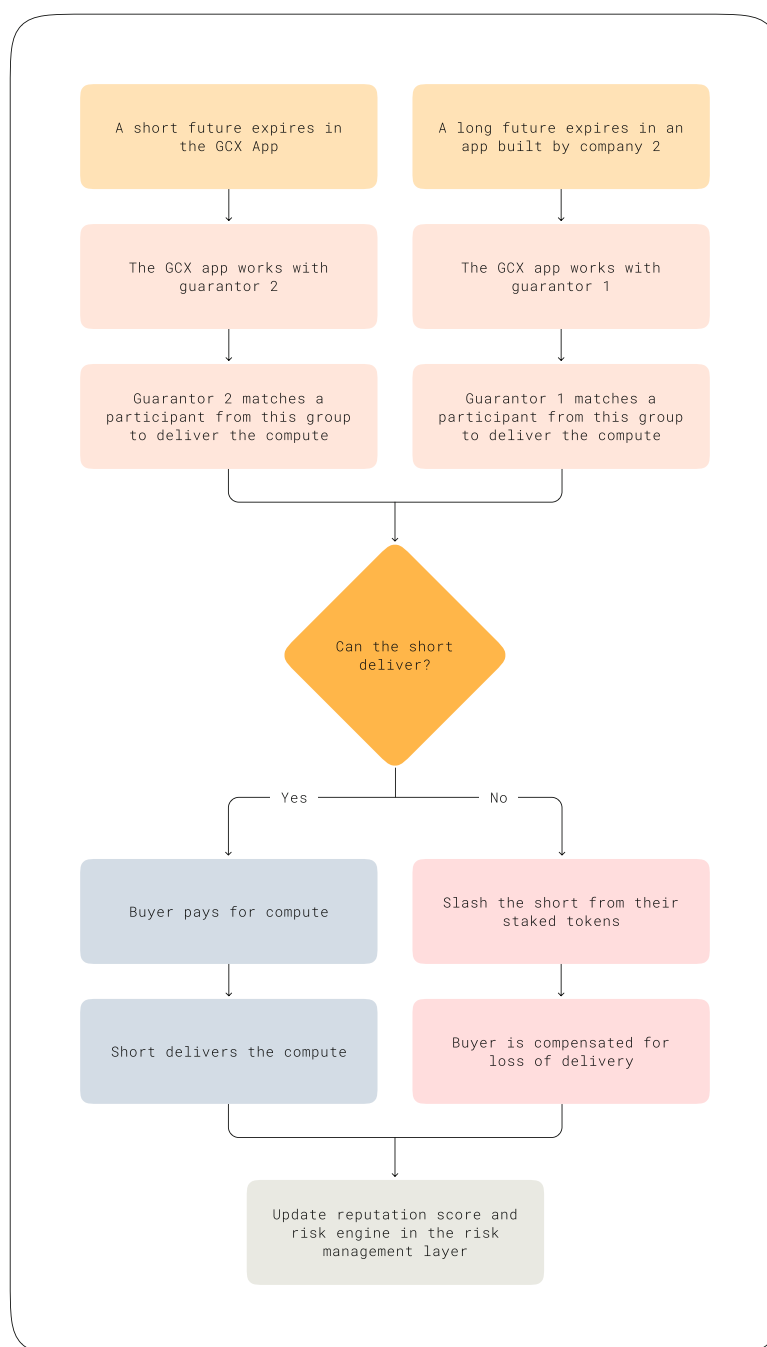 A short future expires in
the GCX App
A long future expires in an
app built by company 2
The GCX app works with
guarantor 2
The GCX app works with
guarantor 1
Guarantor 2 matches a
participant from this group
to deliver the compute
Guarantor 1 matches a
participant from this group
to deliver the compute
Can the short
deliver?
Yes
No
Buyer pays for compute
Slash the short from their
staked tokens
Short delivers the compute
Buyer is compensated for
loss of delivery
Update reputation score and
risk engine in the risk
management layer